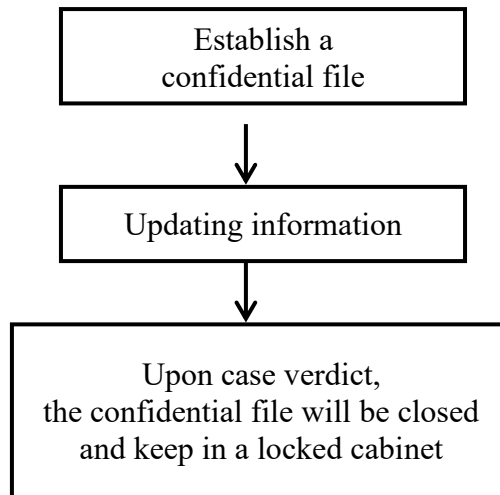 Establish a
confidential file
Updating information
Upon case verdict,
the confidential file will be closed
and keep in a locked cabinet